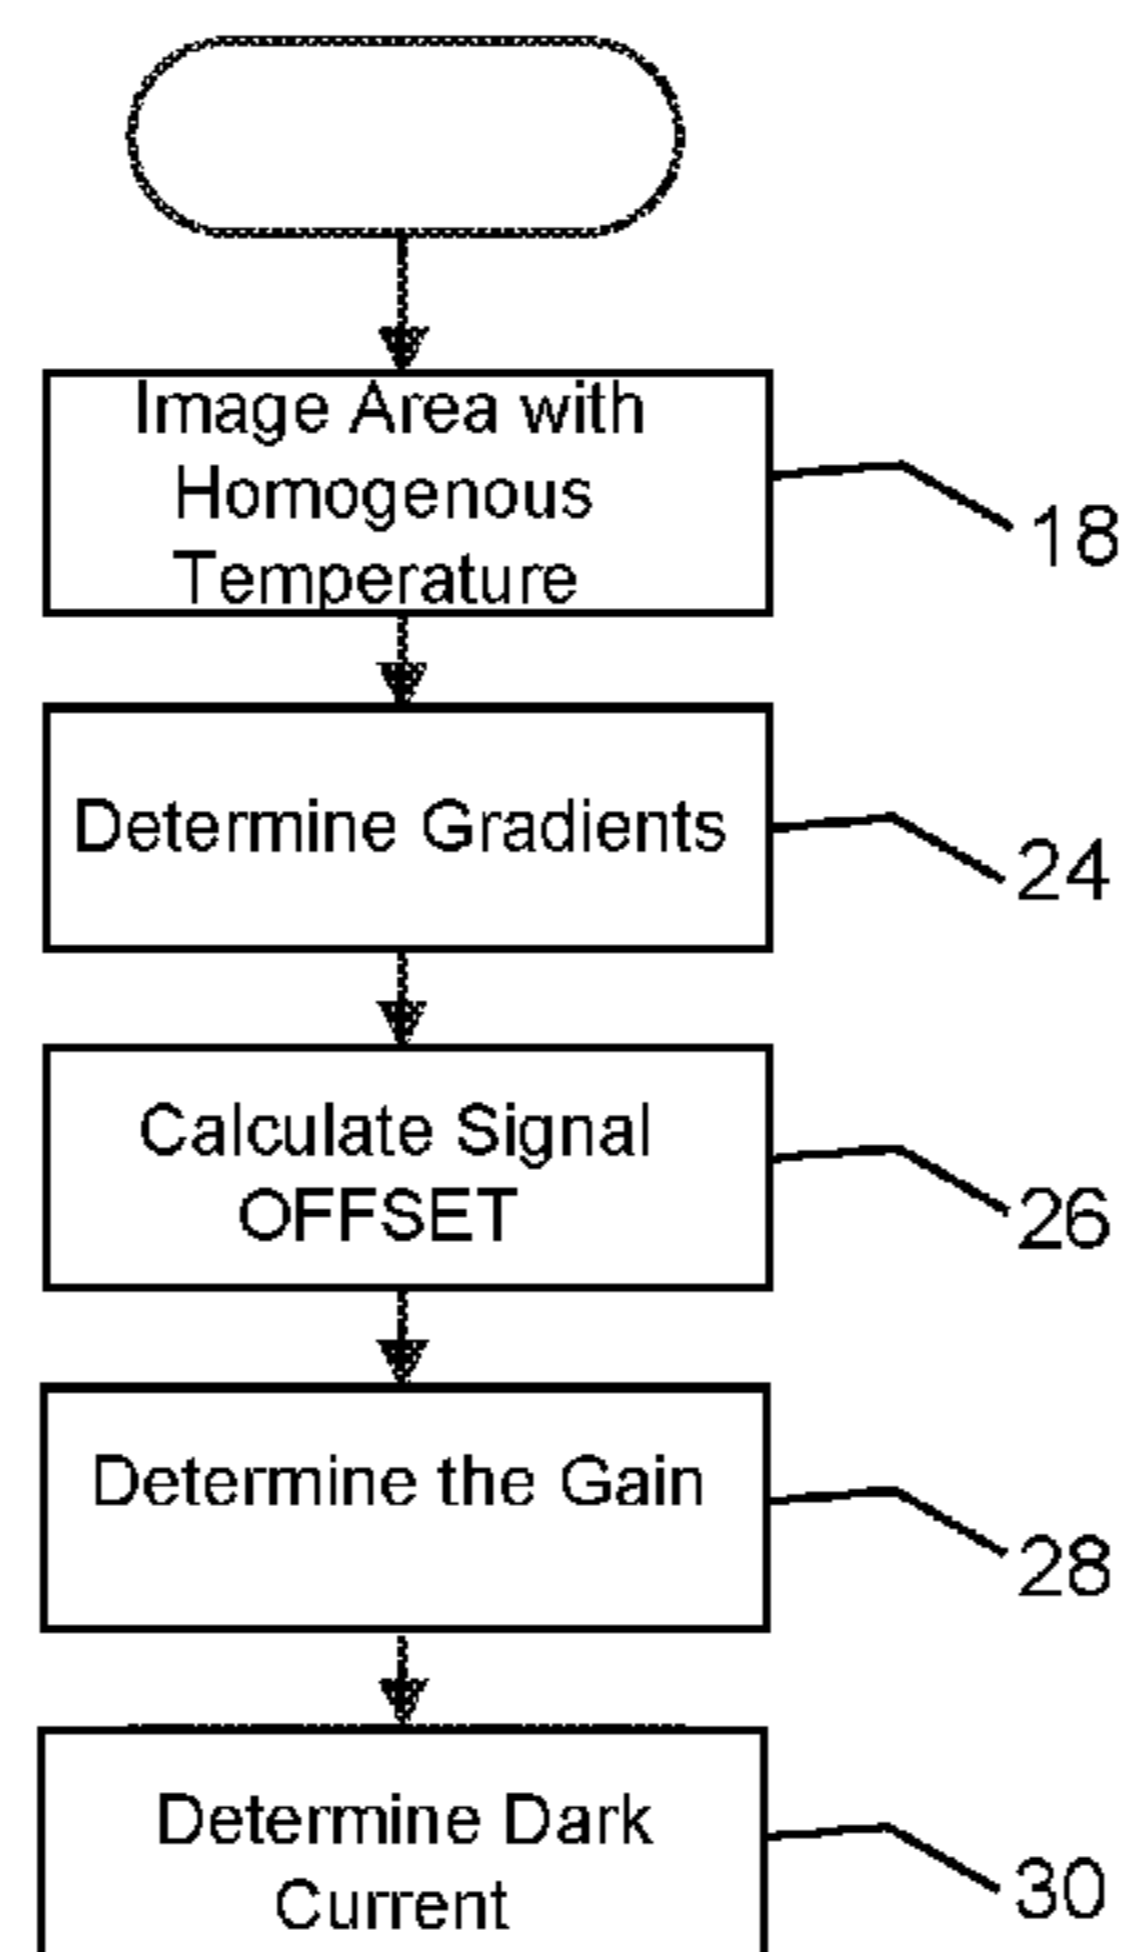 Image Area with
Homogenous
Temperature
18
Determine Gradients
24
Calculate Signal
OFFSET
26
Determine the Gain
28
Determine Dark
Current
30